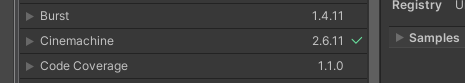 Burst 1.4.11
Cinemachine 2.6.11
Code Coverage 1.1.0
Registry U
Samples